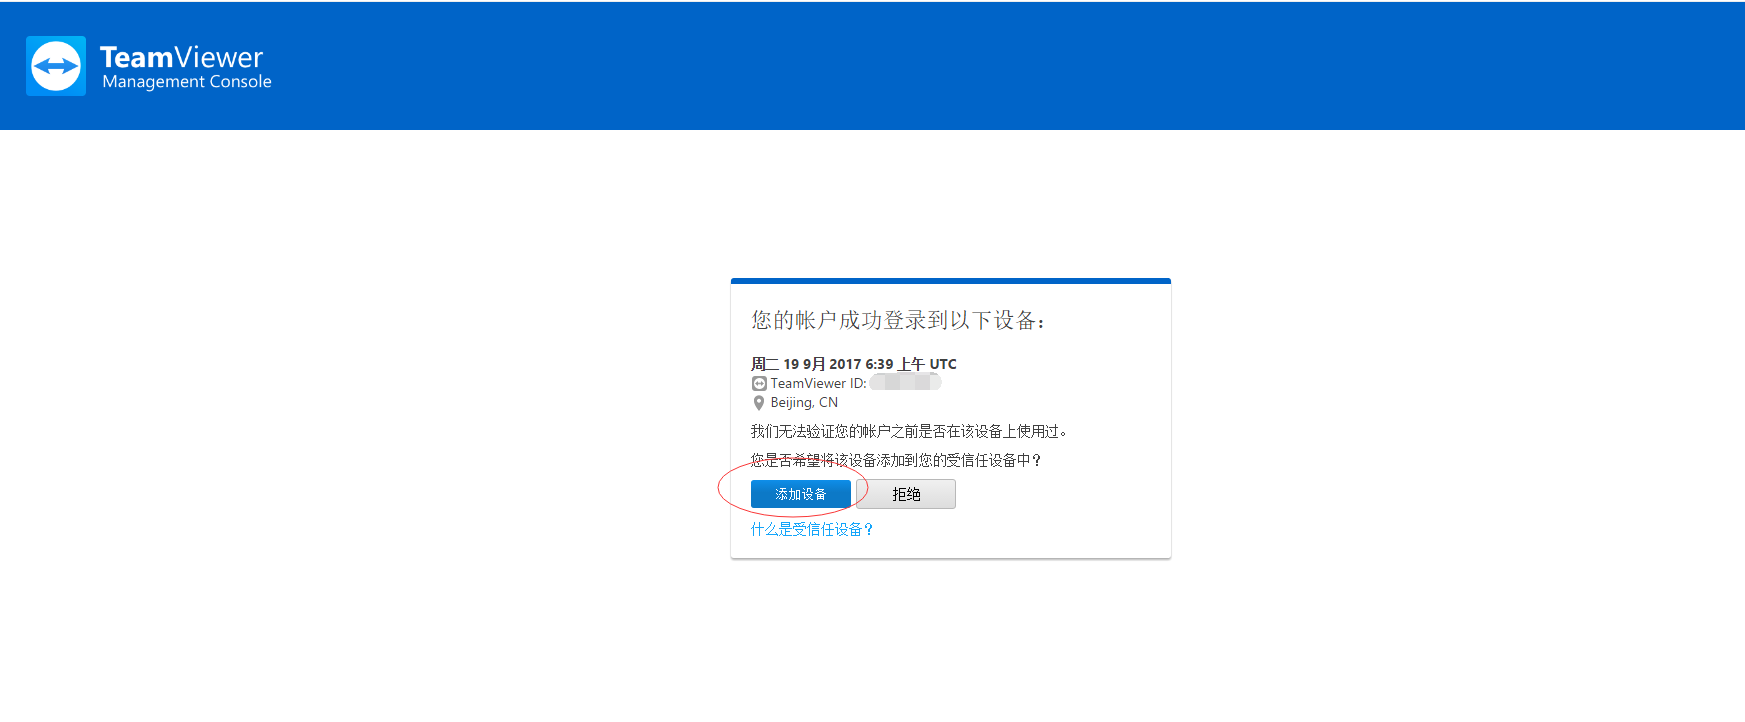 TeamViewer
Management Console
您的帐户成功登录到以下设备：
周二 19 9月 2017 6:39 上午 UTC
TeamViewer ID:
Beijing, CN
我们无法验证您的帐户之前是否在该设备上使用过。
您是否希望将该设备添加到您的受信任设备中？
添加设备
拒绝
什么是受信任设备？